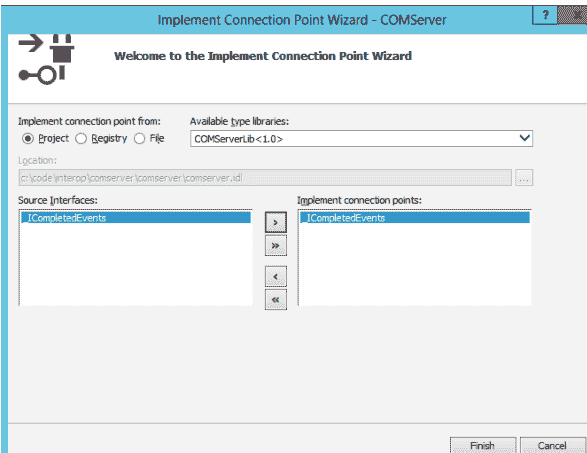 Implement Connection Point Wizard - COMServer
?
Welcome to the Implement Connection Point Wizard
Implement connection point from:
Available type libraries:
Project Registry File
COMServerLib<1.0>
Location:
c:\code\interop\comserver\comserver\comserver.idl
...
Source Interfaces:
Implement connection points:
_ICompletedEvents
_ICompletedEvents
>
»
<
«
Finish Cancel